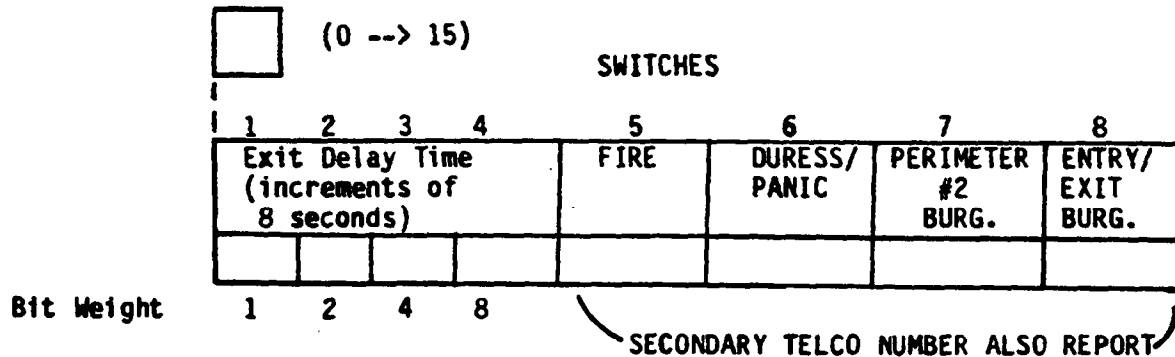 (0 --> 15)
SWITCHES
1 2 3 4 5 6 7 8
Exit Delay Time
(increments of
8 seconds)
FIRE
DURESS/
PANIC
PERIMETER
#2
BURG.
ENTRY/
EXIT
BURG.
Bit Weight 1 2 4 8
SECONDARY TELCO NUMBER ALSO REPORT